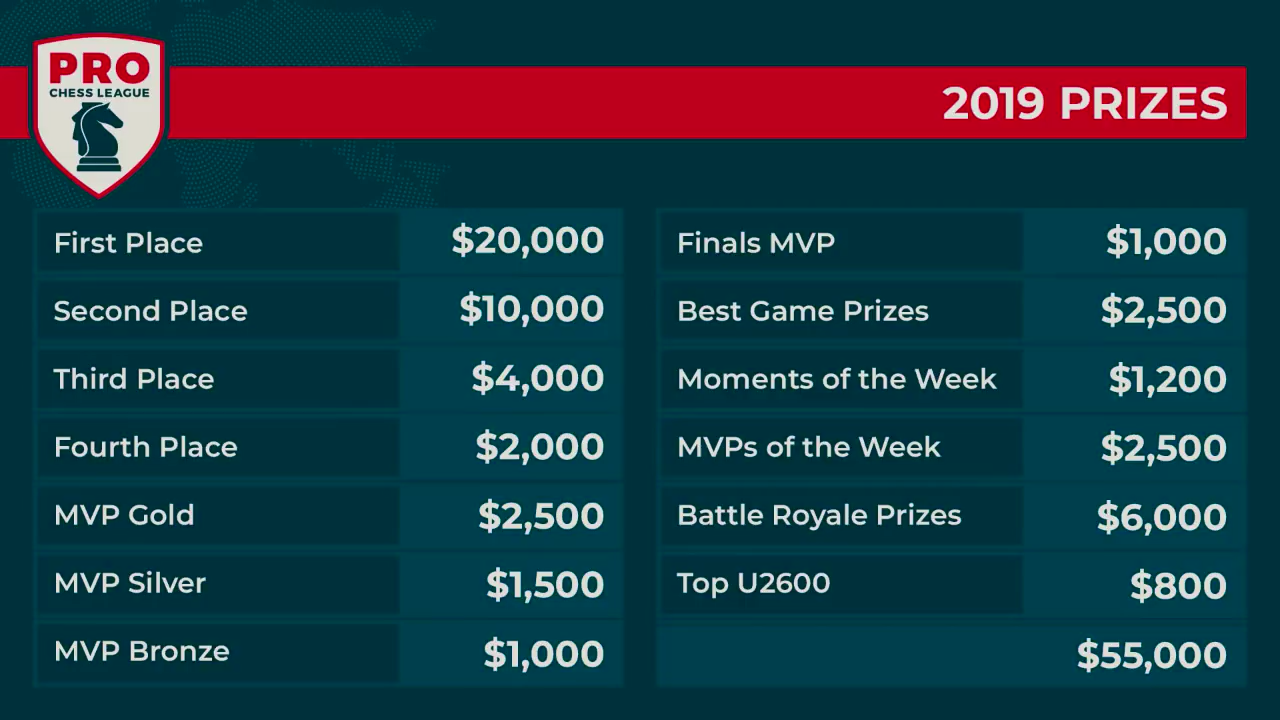 PRO
CHESS LEAGUE
2019 PRIZES
First Place $20,000
Second Place $10,000
Third Place $4,000
Fourth Place $2,000
MVP Gold $2,500
MVP Silver $1,500
MVP Bronze $1,000
Finals MVP $1,000
Best Game Prizes $2,500
Moments of the Week $1,200
MVPs of the Week $2,500
Battle Royale Prizes $6,000
Top U2600 $800
$55,000